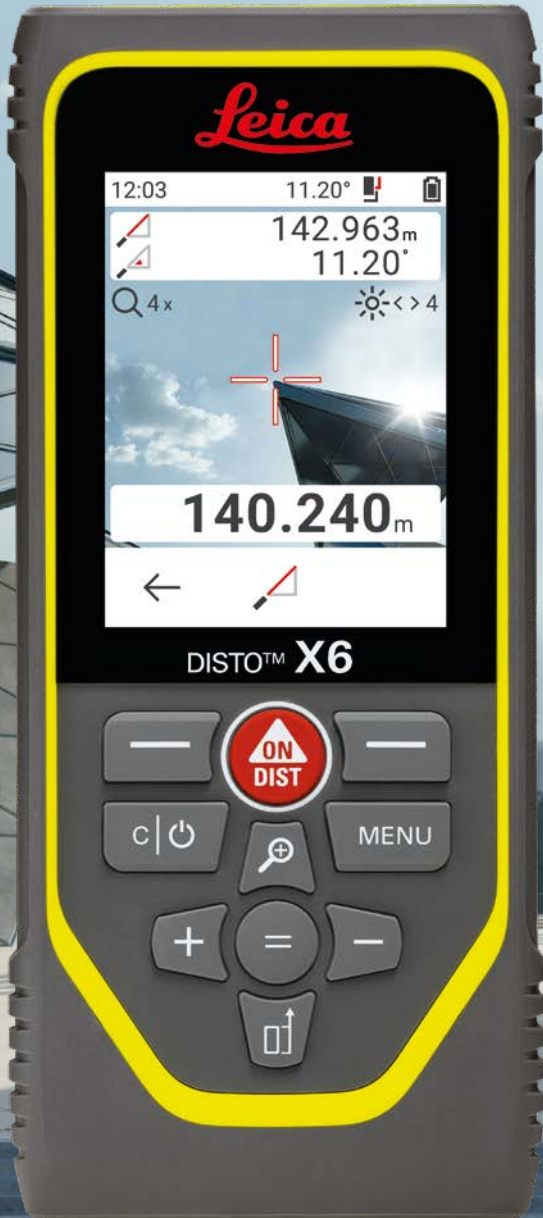 Leica
12:03 11.20°
142.963m
11.20°
4x < > 4
140.240m
DISTO™ X6
ON
DIST
C MENU
+ = −